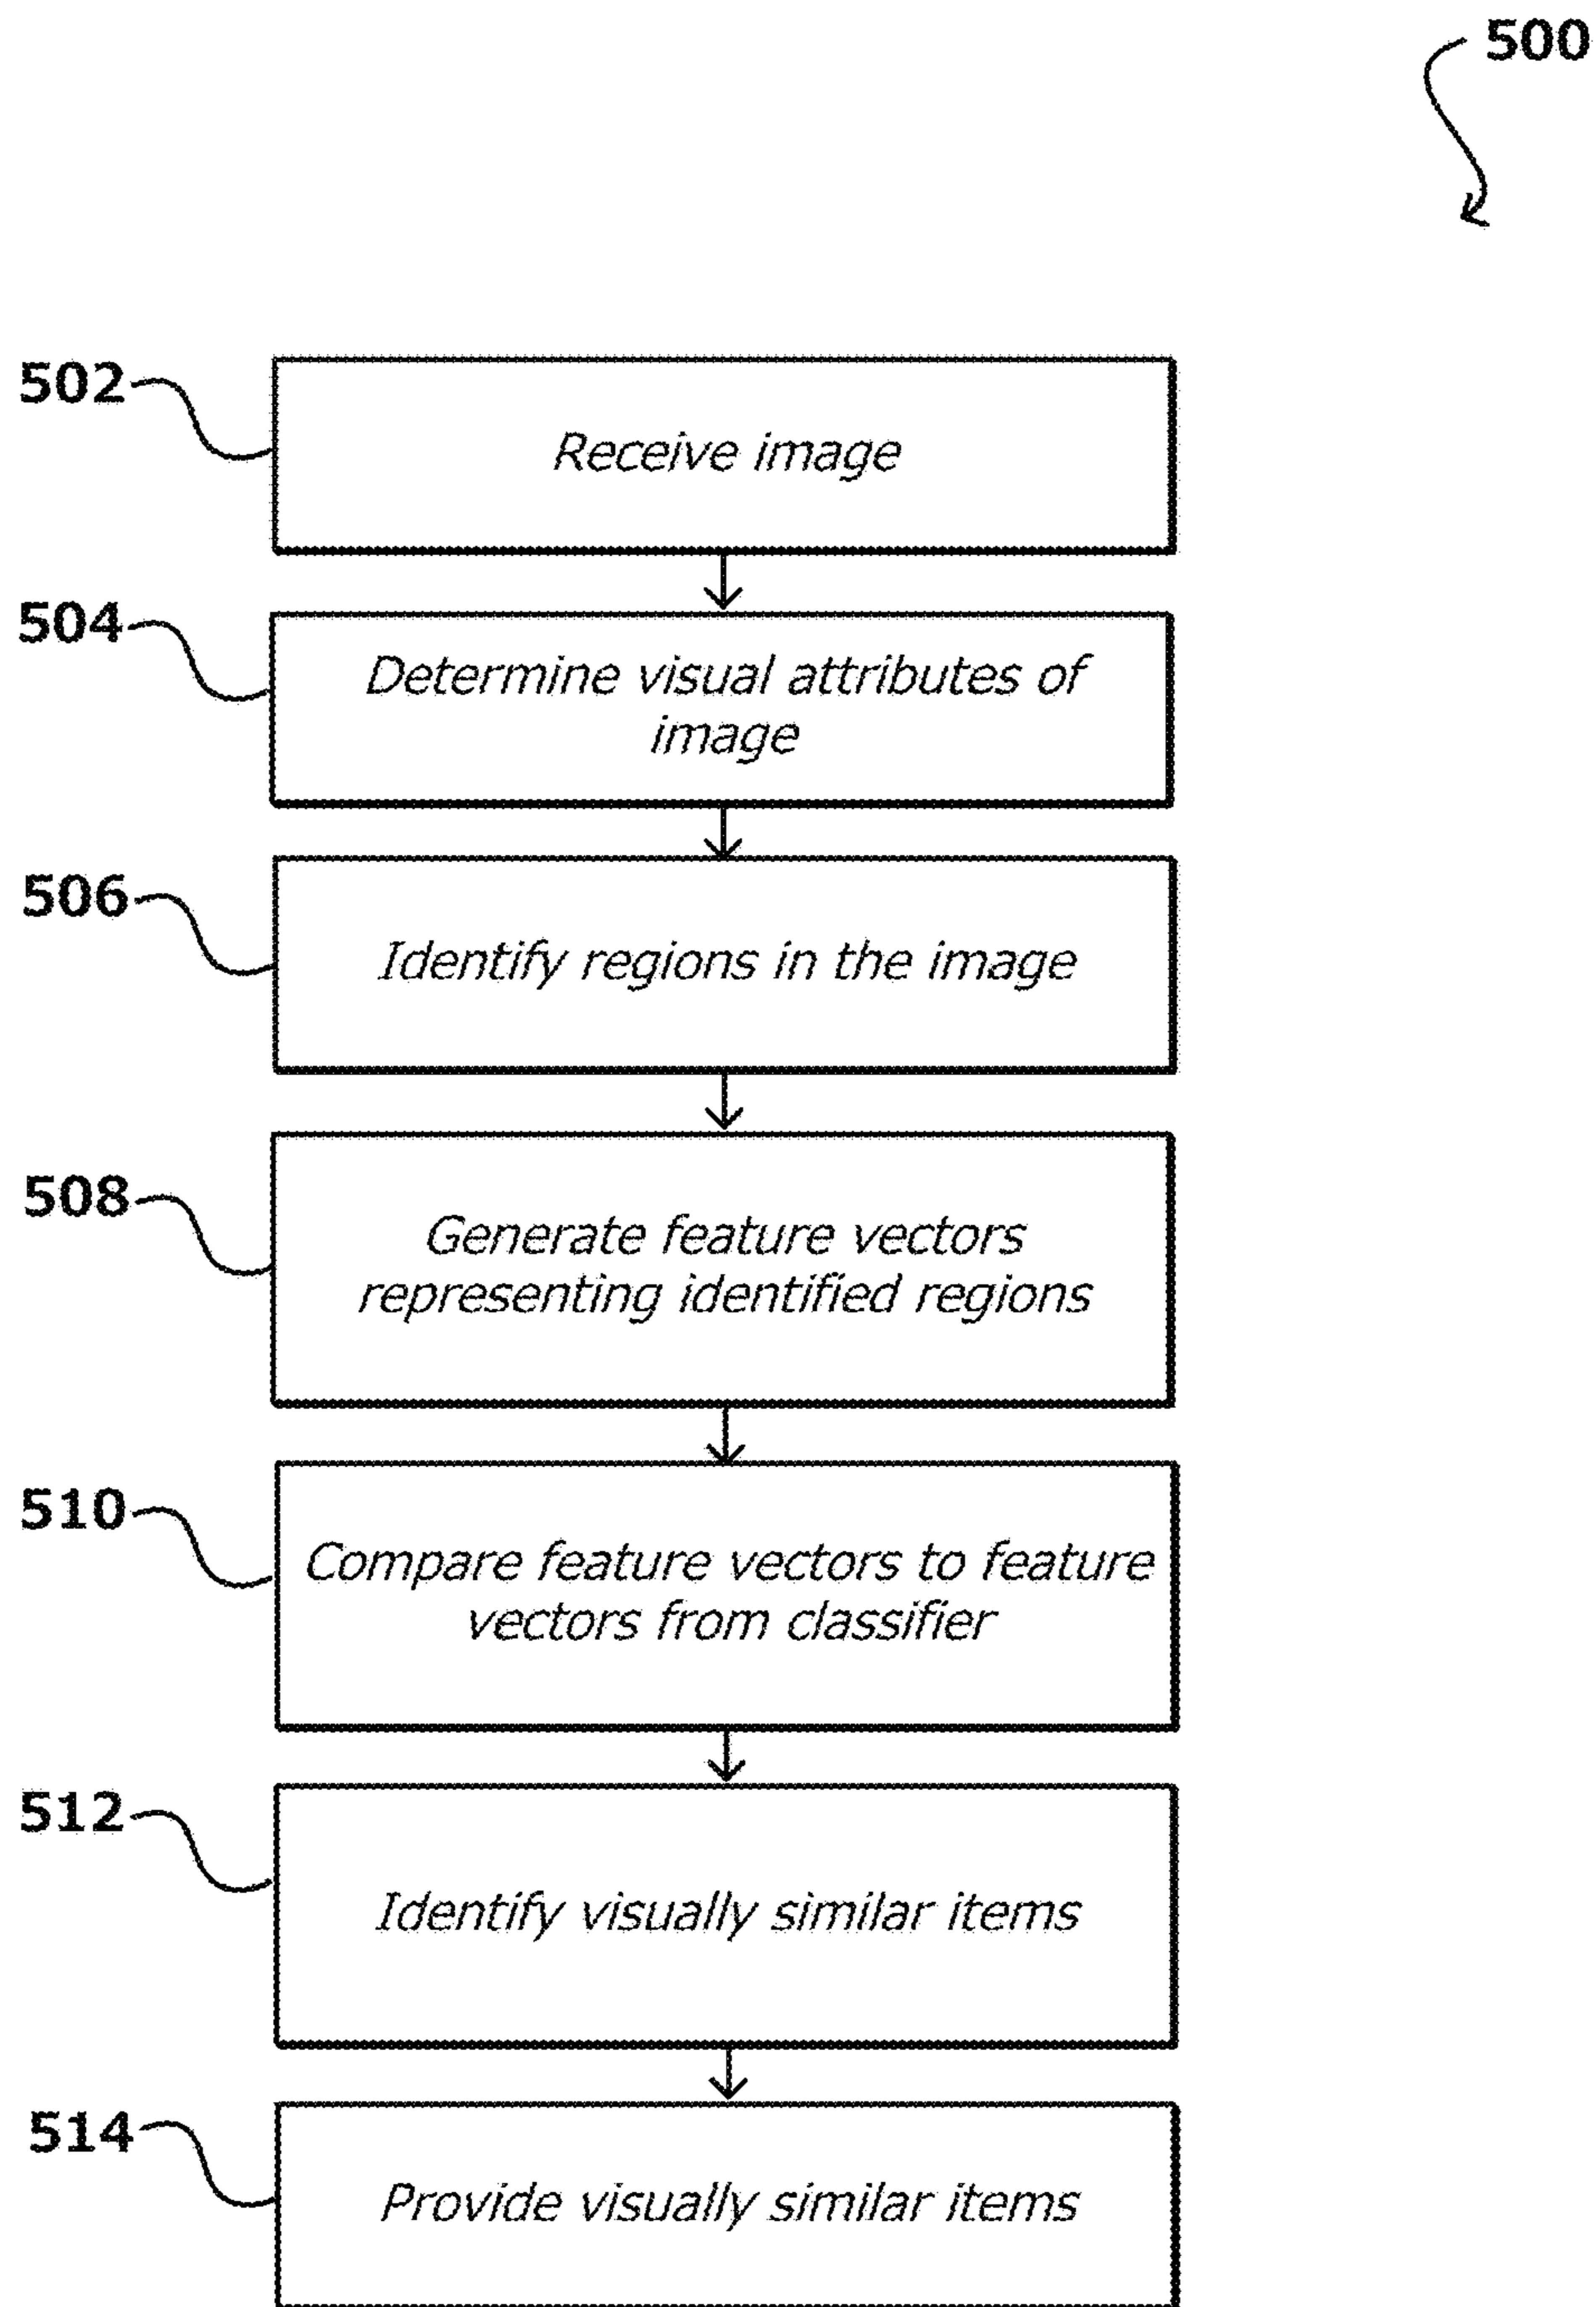 500
502
Receive image
504
Determine visual attributes of
image
506
Identify regions in the image
508
Generate feature vectors
representing identified regions
510
Compare feature vectors to feature
vectors from classifier
512
Identify visually similar items
514
Provide visually similar items